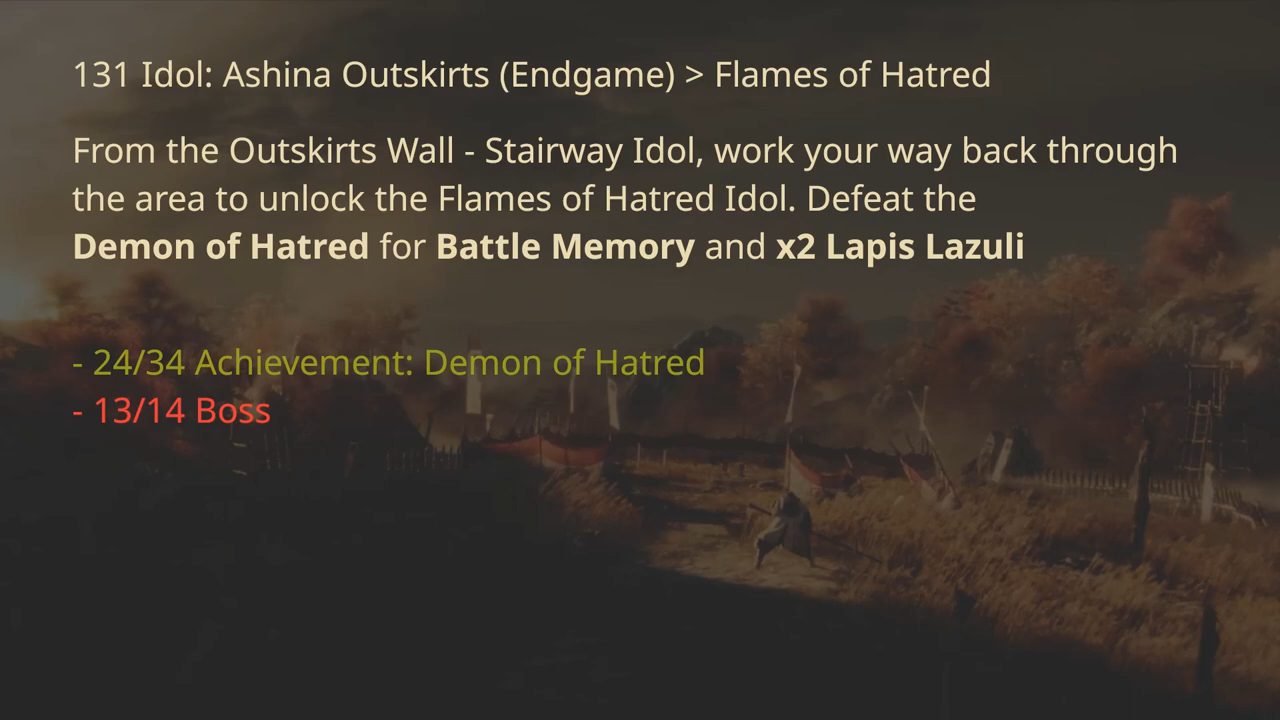 131 Idol: Ashina Outskirts (Endgame) > Flames of Hatred
From the Outskirts Wall - Stairway Idol, work your way back through
the area to unlock the Flames of Hatred Idol. Defeat the
Demon of Hatred for Battle Memory and x2 Lapis Lazuli
- 24/34 Achievement: Demon of Hatred
- 13/14 Boss